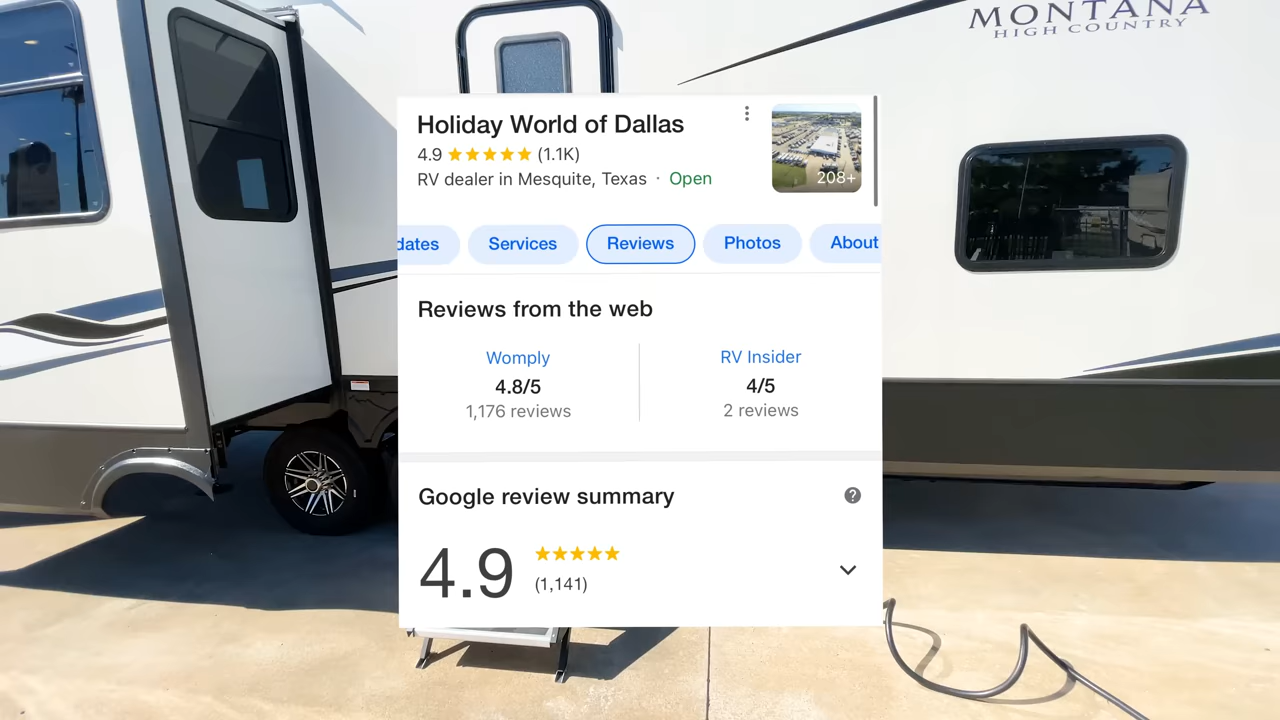 MONTANA
HIGH COUNTRY
Holiday World of Dallas
4.9 (1.1K)
RV dealer in Mesquite, Texas · Open
208+
dates Services Reviews Photos About
Reviews from the web
Womply
4.8/5
1,176 reviews
RV Insider
4/5
2 reviews
Google review summary
?
4.9
(1,141)